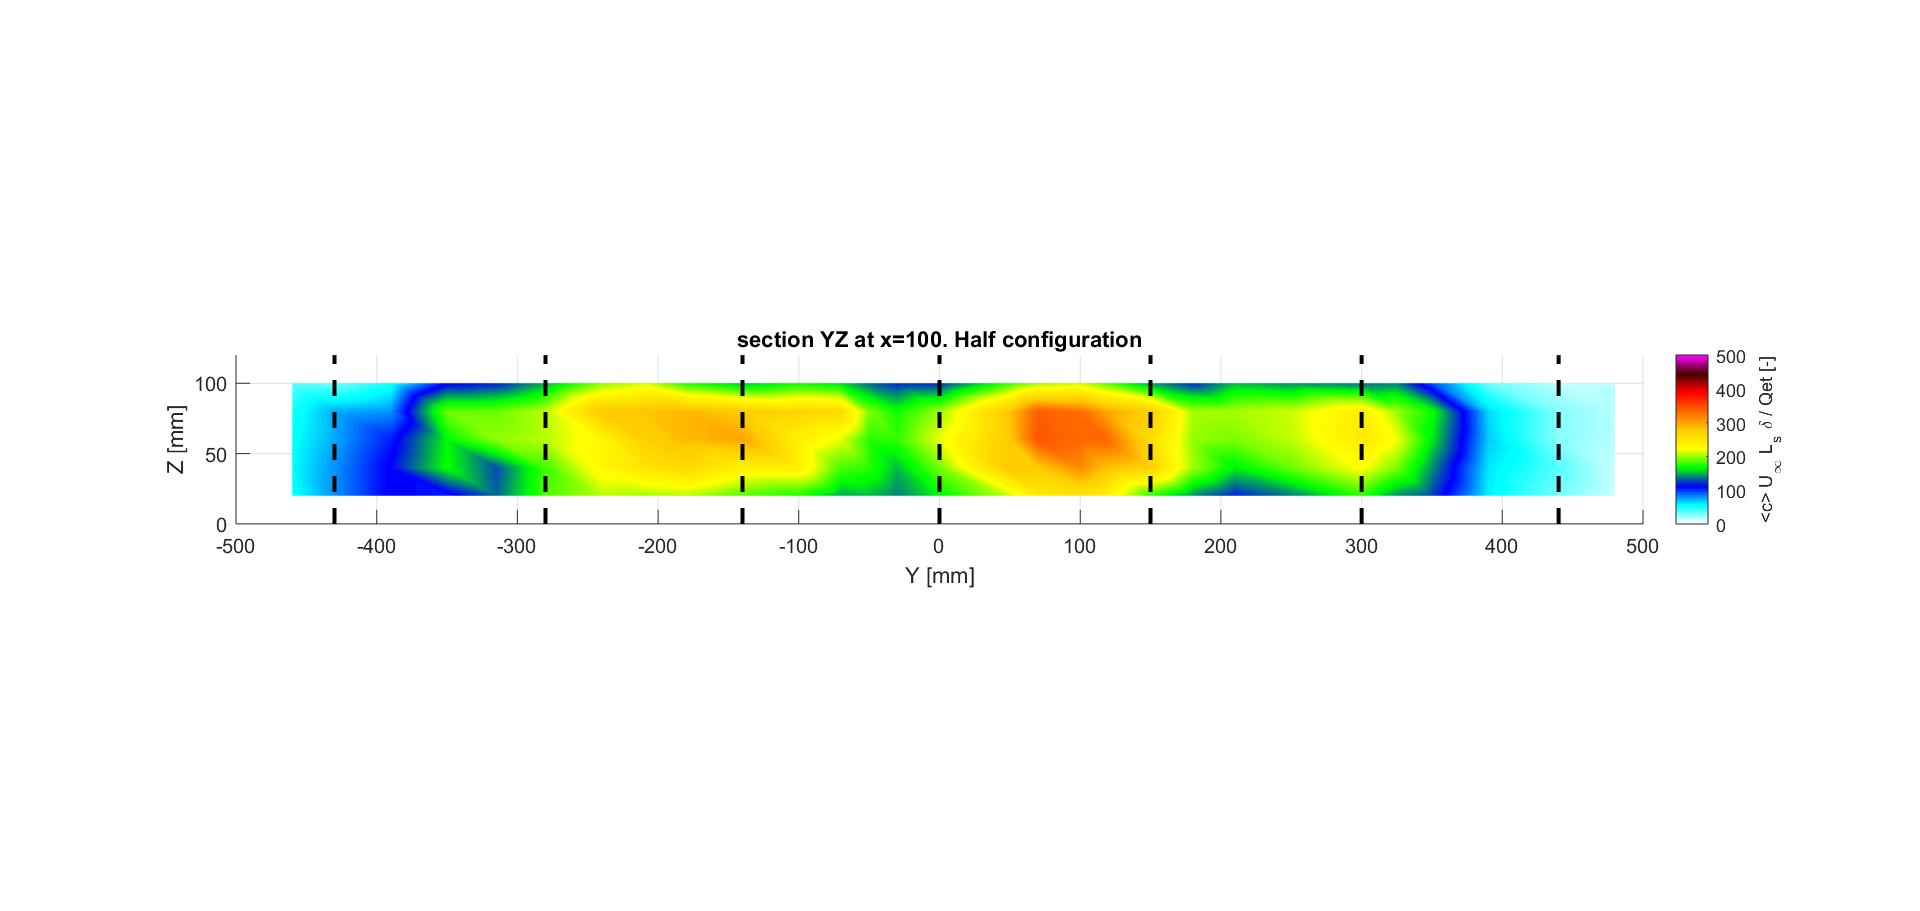 section YZ at x=100. Half configuration
100
50
0
Z [mm]
-500 -400 -300 -200 -100 0 100 200 300 400 500
Y [mm]
500
400
300
200
100
0
<c> U∞ Ls δ / Qet [-]